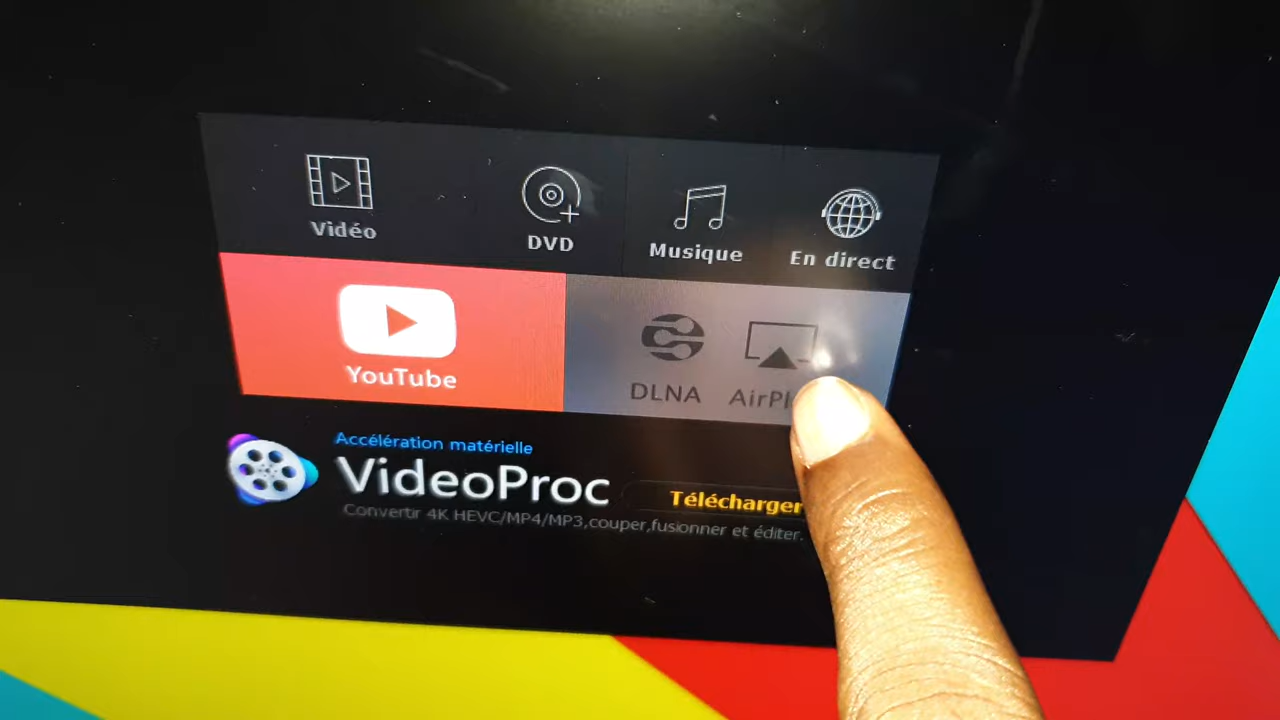 Vidéo
DVD
Musique
En direct
YouTube
DLNA
Accélération matérielle
VideoProc
Télécharger
Convertir 4K HEVC/MP4/MP3,couper,fusionner et éditer.